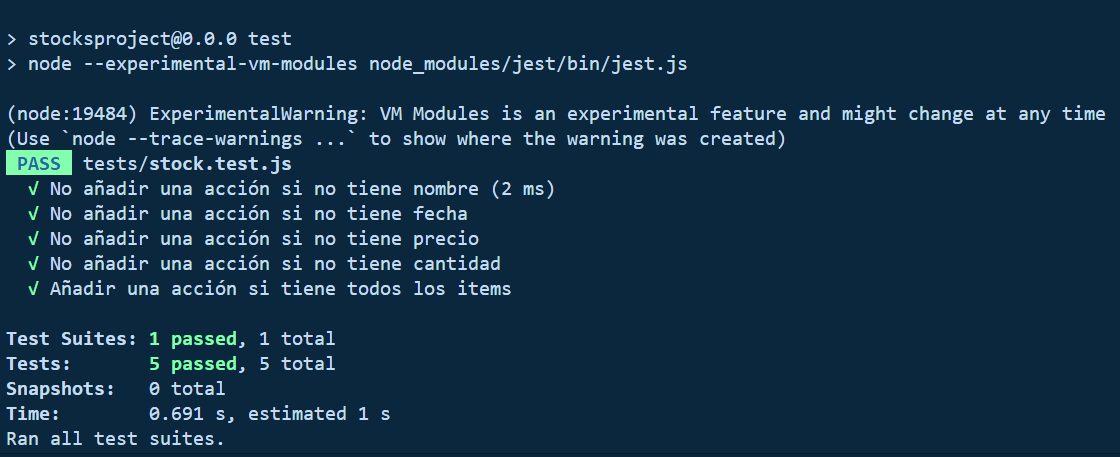 > stocksproject@0.0.0 test
> node --experimental-vm-modules node_modules/jest/bin/jest.js
(node:19484) ExperimentalWarning: VM Modules is an experimental feature and might change at any time
(Use `node --trace-warnings ...` to show where the warning was created)
PASS tests/stock.test.js
√ No añadir una acción si no tiene nombre (2 ms)
√ No añadir una acción si no tiene fecha
√ No añadir una acción si no tiene precio
√ No añadir una acción si no tiene cantidad
√ Añadir una acción si tiene todos los items
Test Suites: 1 passed, 1 total
Tests: 5 passed, 5 total
Snapshots: 0 total
Time: 0.691 s, estimated 1 s
Ran all test suites.